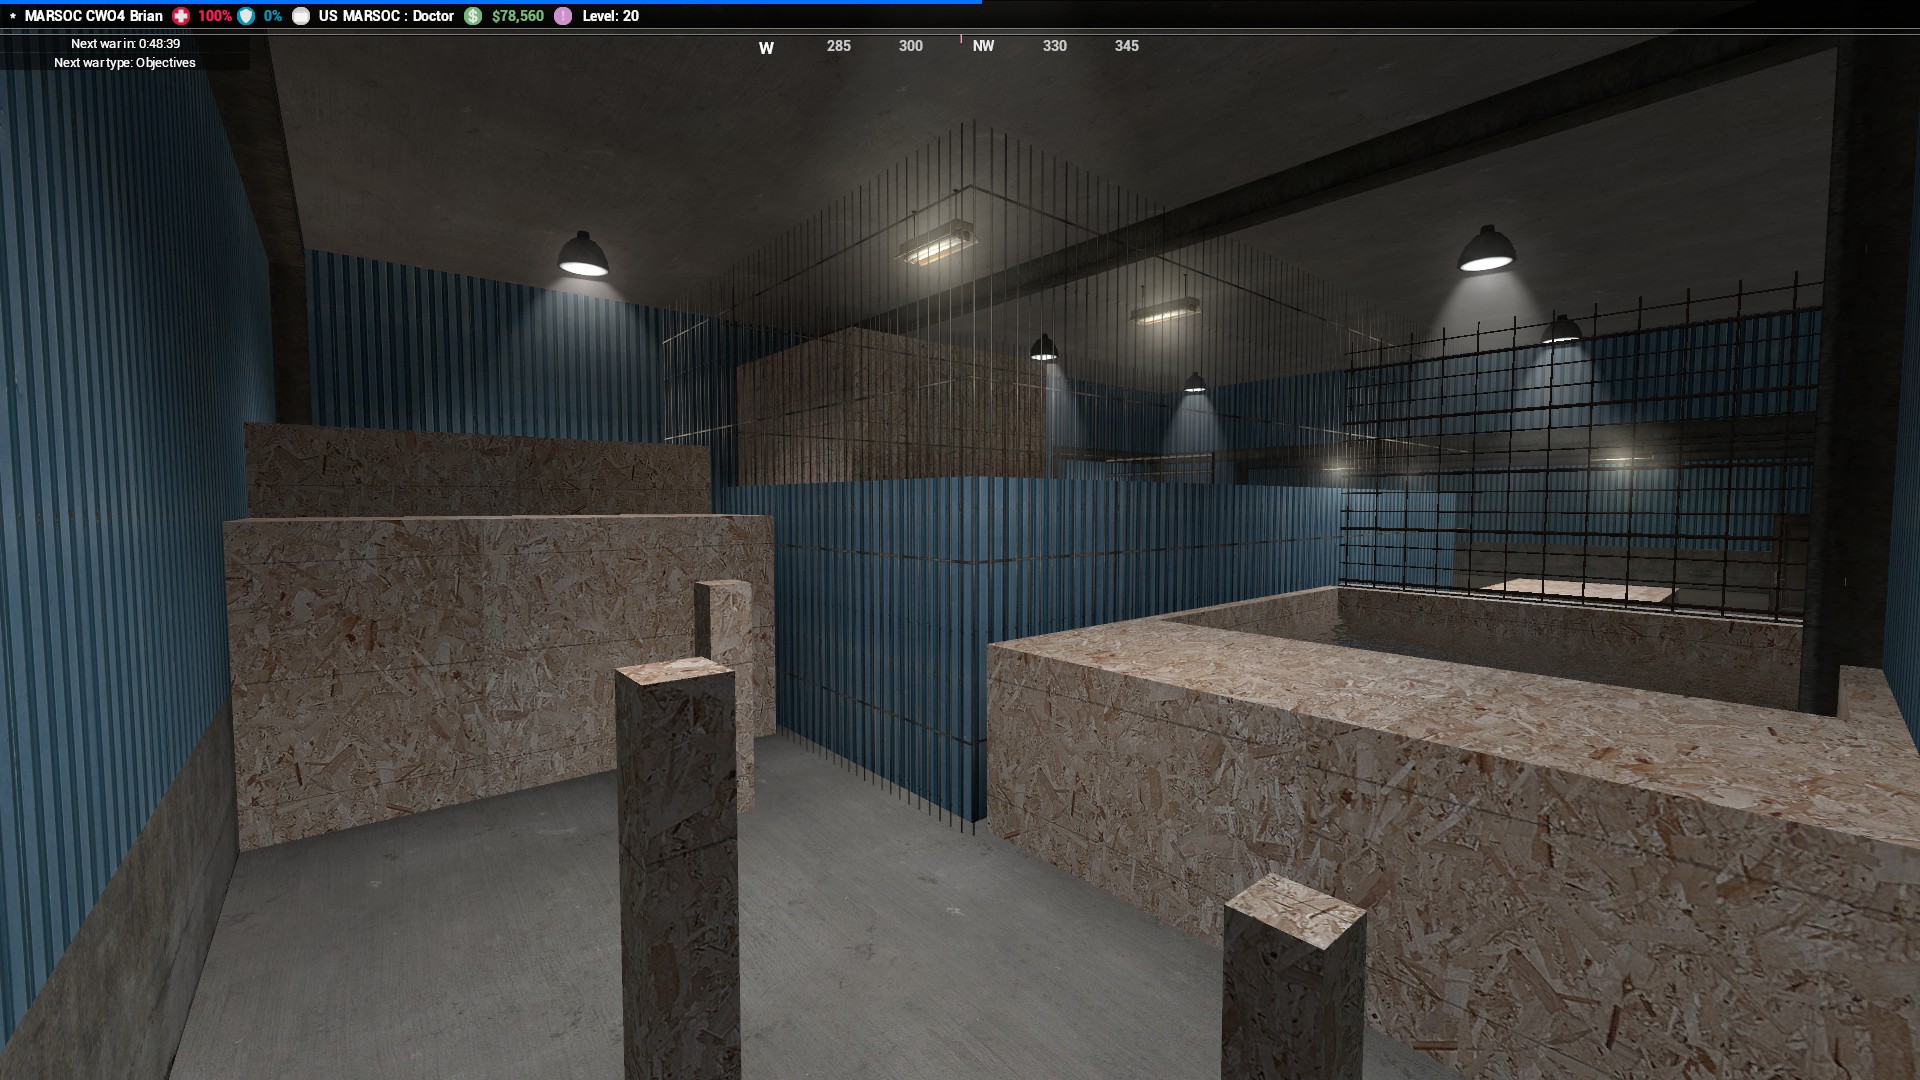 * MARSOC CWO4 Brian 100% 0% US MARSOC : Doctor $ $78,560 Level: 20
Next war in: 0:48:39
Next war type: Objectives
W 285 300 NW 330 345